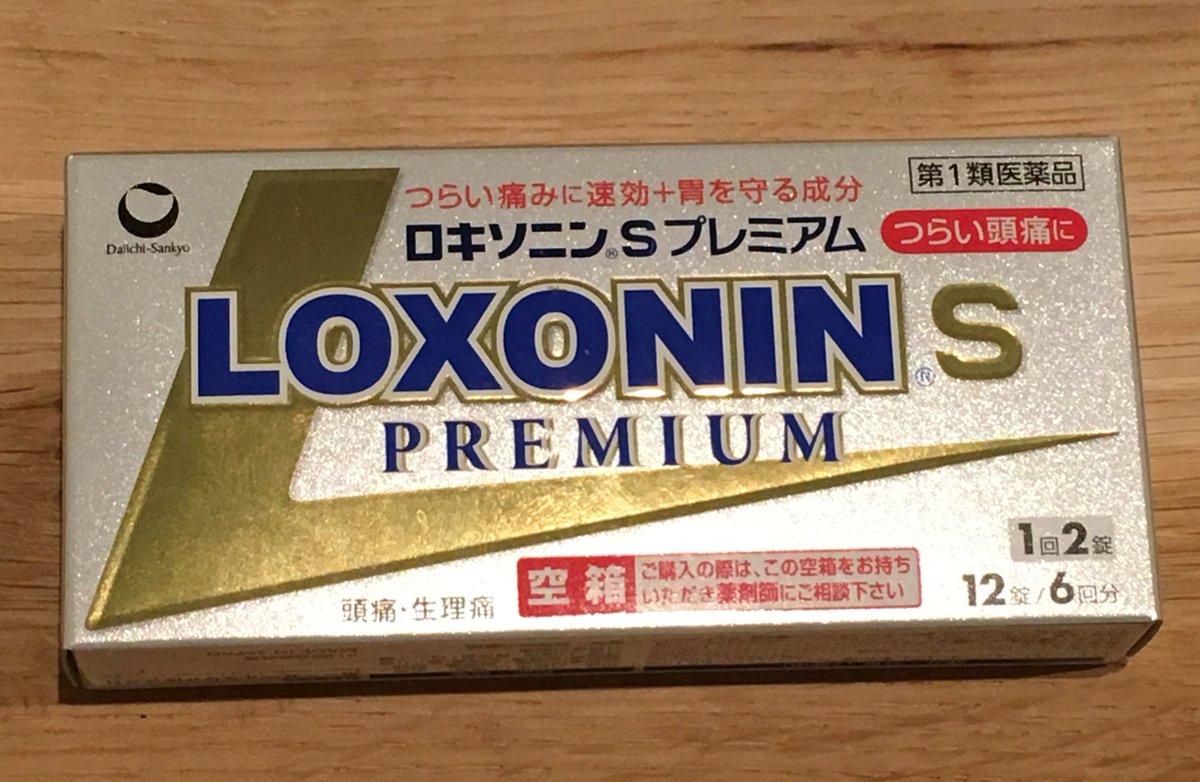 Daiichi-Sankyo
つらい痛みに速効+胃を守る成分
第1類医薬品
ロキソニン®Sプレミアム
つらい頭痛に
LOXONIN®S
PREMIUM
1回2錠
12錠/6回分
頭痛・生理痛
空箱
ご購入の際は、この空箱をお持ち
いただき薬剤師にご相談下さい